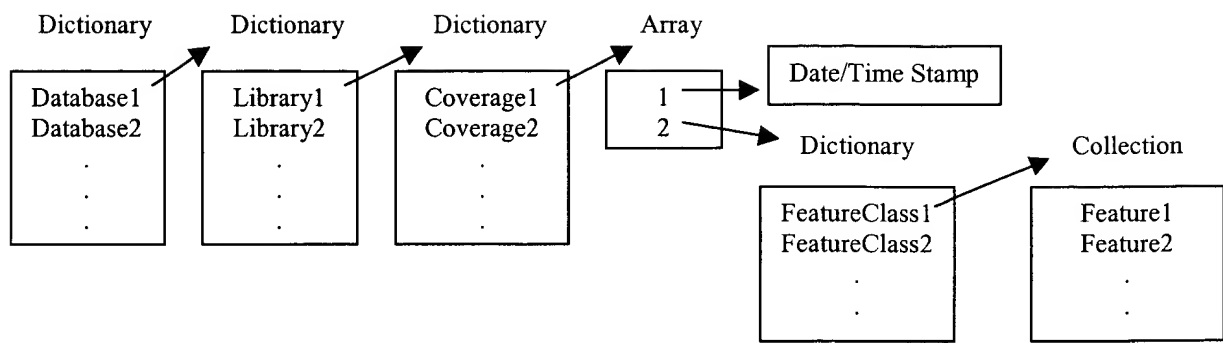 Dictionary
Dictionary
Dictionary
Array
Database1
Database2
.
.
.
Library1
Library2
.
.
.
Coverage1
Coverage2
.
.
.
1
2
Date/Time Stamp
Dictionary
Collection
FeatureClass1
FeatureClass2
.
.
Feature1
Feature2
.
.